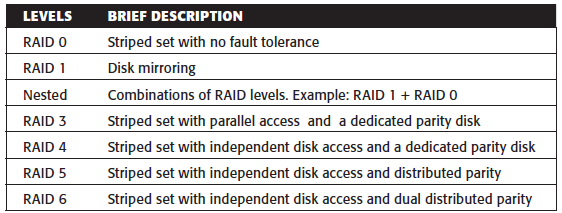 LEVELS BRIEF DESCRIPTION
RAID 0 Striped set with no fault tolerance
RAID 1 Disk mirroring
Nested Combinations of RAID levels. Example: RAID 1 + RAID 0
RAID 3 Striped set with parallel access and a dedicated parity disk
RAID 4 Striped set with independent disk access and a dedicated parity disk
RAID 5 Striped set with independent disk access and distributed parity
RAID 6 Striped set with independent disk access and dual distributed parity